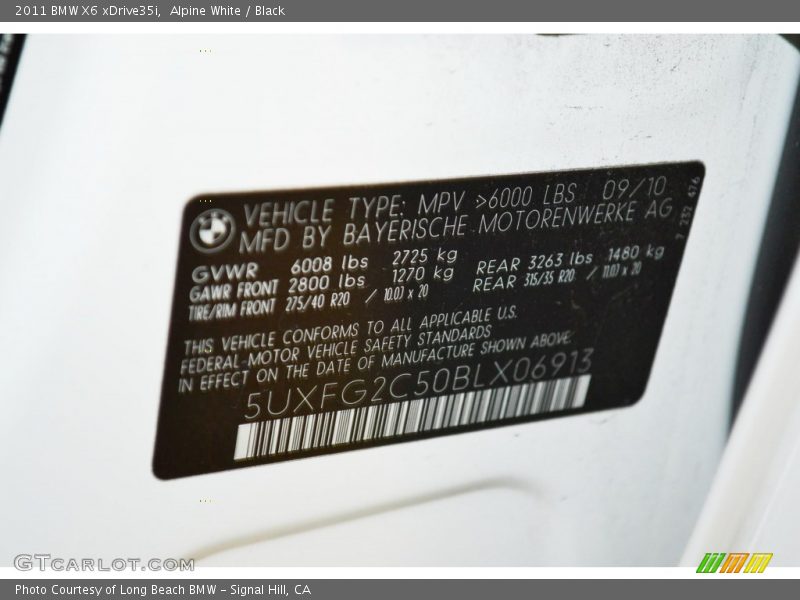 2011 BMW X6 xDrive35i, Alpine White / Black
VEHICLE TYPE: MPV >6000 LBS 09/10
MFD BY BAYERISCHE MOTORENWERKE AG
7 232 476
GVWR 6008 lbs 2725 kg
GAWR FRONT 2800 lbs 1270 kg REAR 3263 lbs 1480 kg
TIRE/RIM FRONT 275/40 R20 / 10.0J x 20 REAR 315/35 R20 / 11.0J x 20
THIS VEHICLE CONFORMS TO ALL APPLICABLE U.S.
FEDERAL-MOTOR VEHICLE SAFETY STANDARDS
IN EFFECT ON THE DATE OF MANUFACTURE SHOWN ABOVE.
5UXFG2C50BLX06913
GTCARLOT.COM
Photo Courtesy of Long Beach BMW - Signal Hill, CA